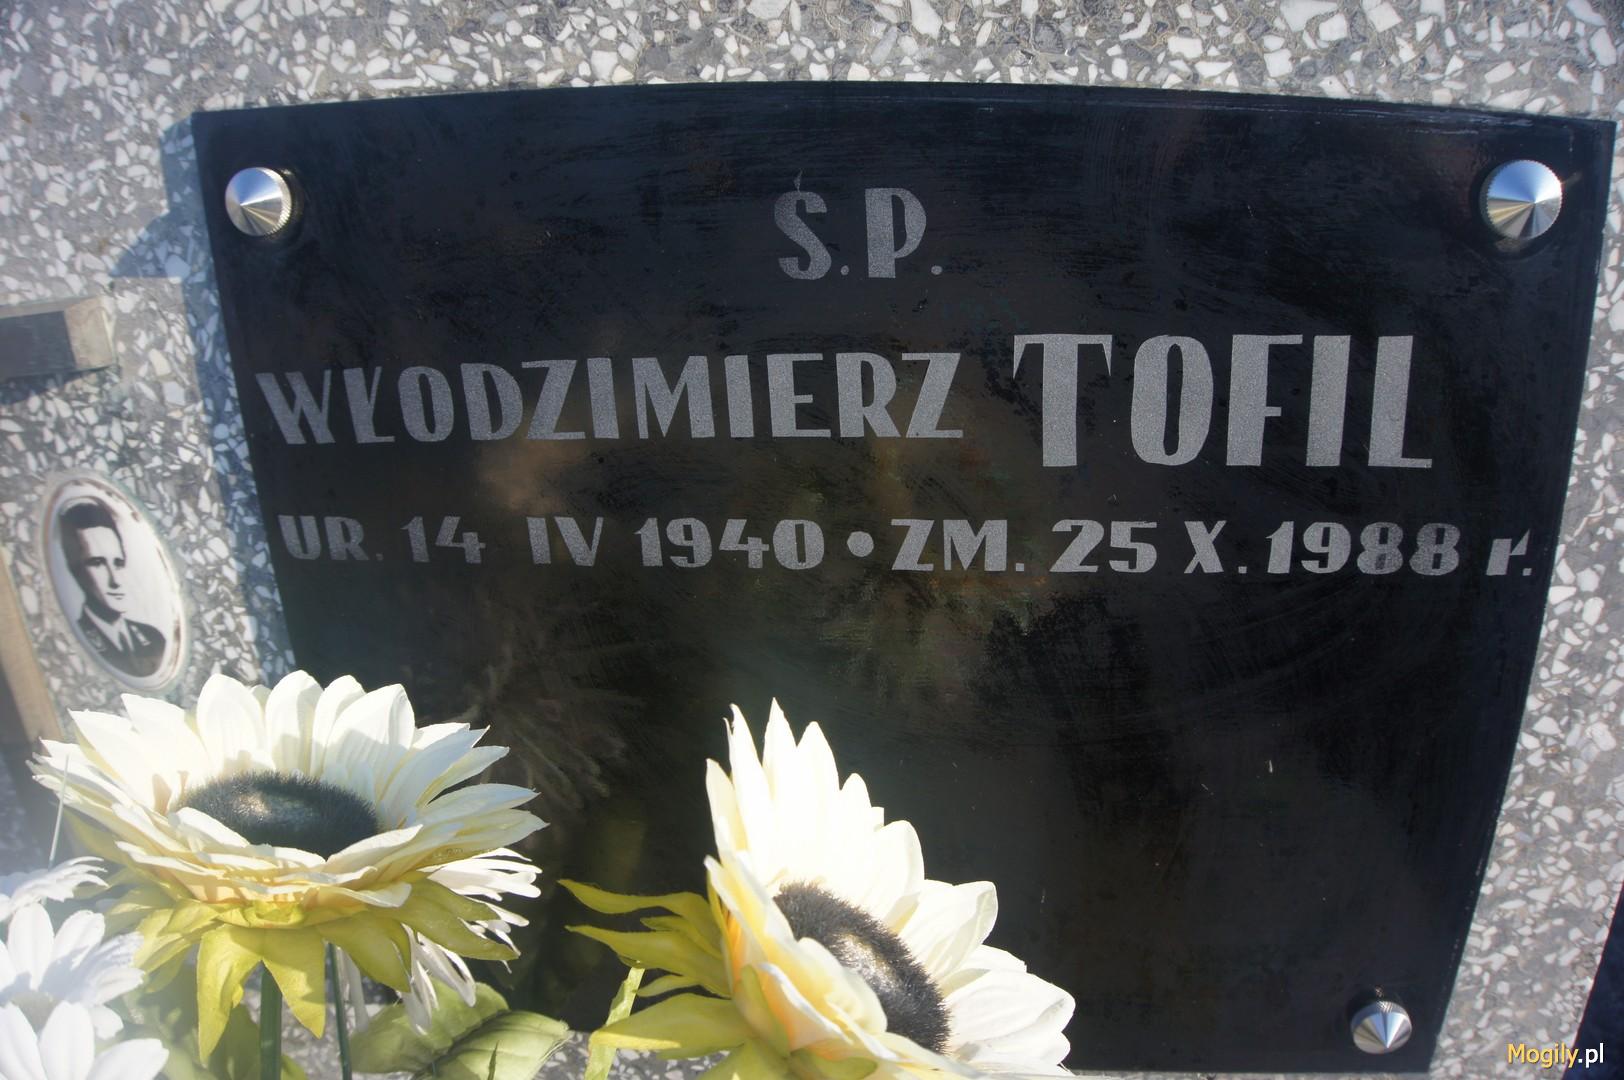 Ś.P.
WŁODZIMIERZ TOFIL
UR. 14 IV 1940 • ZM. 25 X. 1988 r.
Mogily.pl